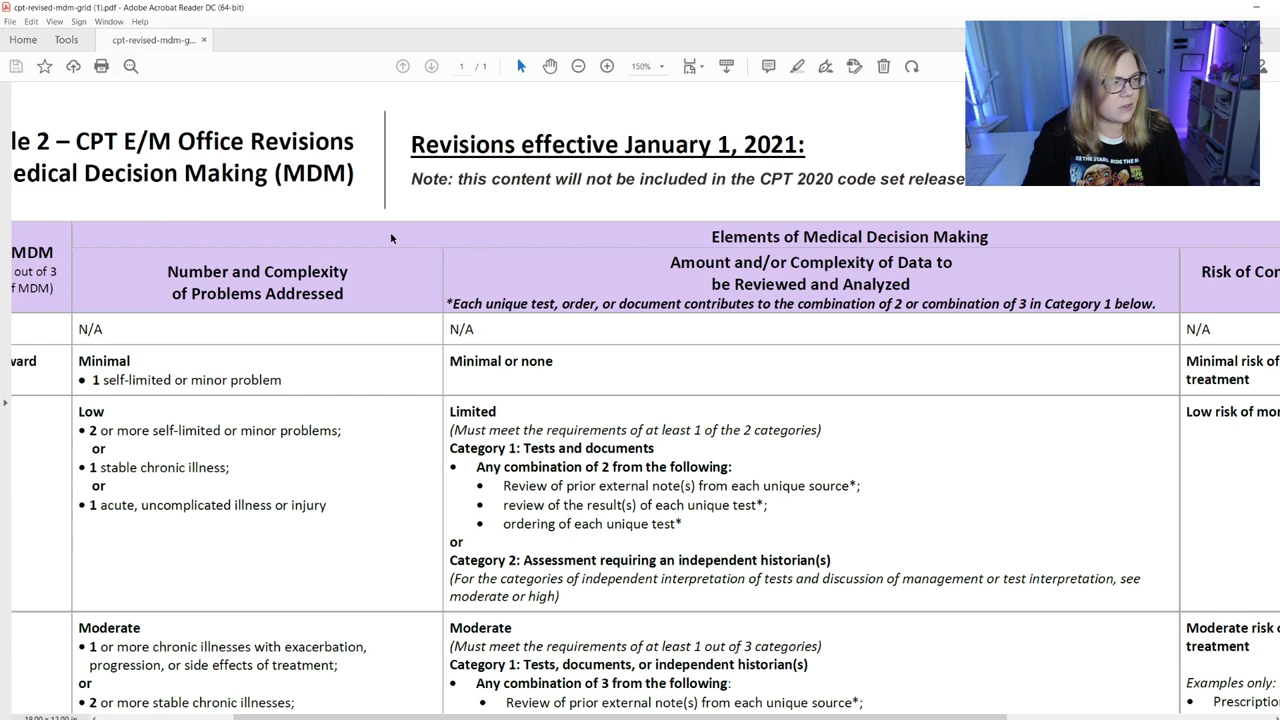 cpt-revised-mdm-grid (1).pdf - Adobe Acrobat Reader DC (64-bit)
File Edit View Sign Window Help
Home Tools cpt-revised-mdm-g... ×
1 / 1 150%
le 2 – CPT E/M Office Revisions
edical Decision Making (MDM)
Revisions effective January 1, 2021:
Note: this content will not be included in the CPT 2020 code set release
Elements of Medical Decision Making
MDM
out of 3
f MDM)
Number and Complexity
of Problems Addressed
Amount and/or Complexity of Data to
be Reviewed and Analyzed
*Each unique test, order, or document contributes to the combination of 2 or combination of 3 in Category 1 below.
Risk of Con
N/A
N/A
N/A
ward
Minimal
• 1 self-limited or minor problem
Minimal or none
Minimal risk of
treatment
Low
• 2 or more self-limited or minor problems;
or
• 1 stable chronic illness;
or
• 1 acute, uncomplicated illness or injury
Limited
(Must meet the requirements of at least 1 of the 2 categories)
Category 1: Tests and documents
• Any combination of 2 from the following:
• Review of prior external note(s) from each unique source*;
• review of the result(s) of each unique test*;
• ordering of each unique test*
or
Category 2: Assessment requiring an independent historian(s)
(For the categories of independent interpretation of tests and discussion of management or test interpretation, see
moderate or high)
Low risk of mor
Moderate
• 1 or more chronic illnesses with exacerbation,
progression, or side effects of treatment;
or
• 2 or more stable chronic illnesses;
Moderate
(Must meet the requirements of at least 1 out of 3 categories)
Category 1: Tests, documents, or independent historian(s)
• Any combination of 3 from the following:
• Review of prior external note(s) from each unique source*;
Moderate risk o
treatment
Examples only:
• Prescriptio